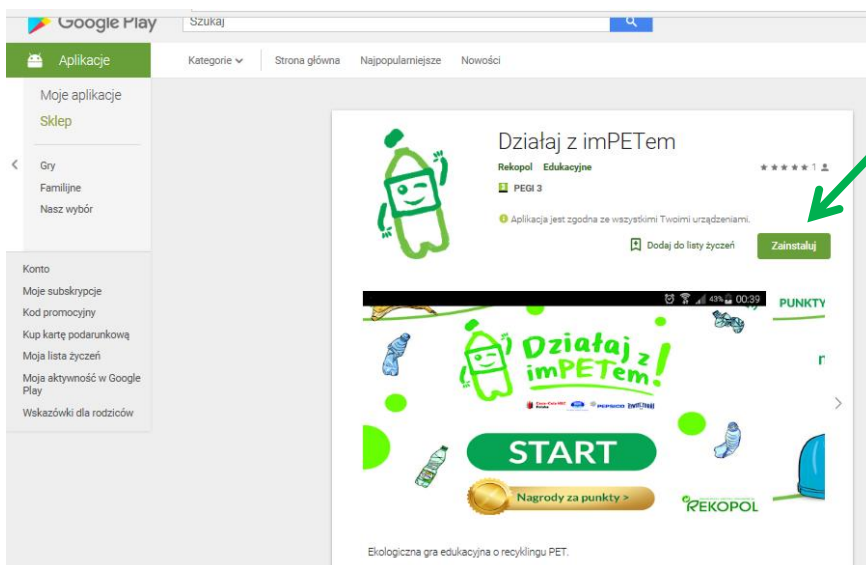 Google Play
Szukaj
Aplikacje
Kategorie
Strona główna
Najpopularniejsze
Nowości
Moje aplikacje
Sklep
Gry
Familijne
Nasz wybór
Konto
Moje subskrypcje
Kod promocyjny
Kup kartę podarunkową
Moja lista życzeń
Moja aktywność w Google
Play
Wskazówki dla rodziców
Działaj z imPETem
Rekopol Edukacyjne
1
PEGI 3
Aplikacja jest zgodna ze wszystkimi Twoimi urządzeniami.
Dodaj do listy życzeń
Zainstaluj
43% 00:39
Działaj z
imPETem!
PEPSICO
START
Nagrody za punkty >
REKOPOL
PUNKTY
Ekologiczna gra edukacyjna o recyklingu PET.